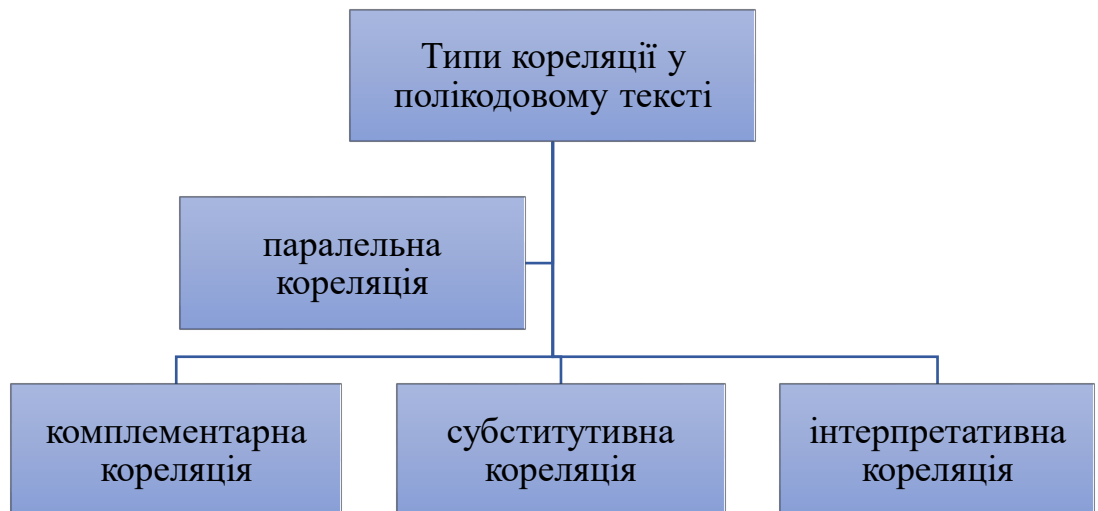 Типи кореляції у
полікодовому тексті
паралельна
кореляція
комплементарна
кореляція
субститутивна
кореляція
інтерпретативна
кореляція